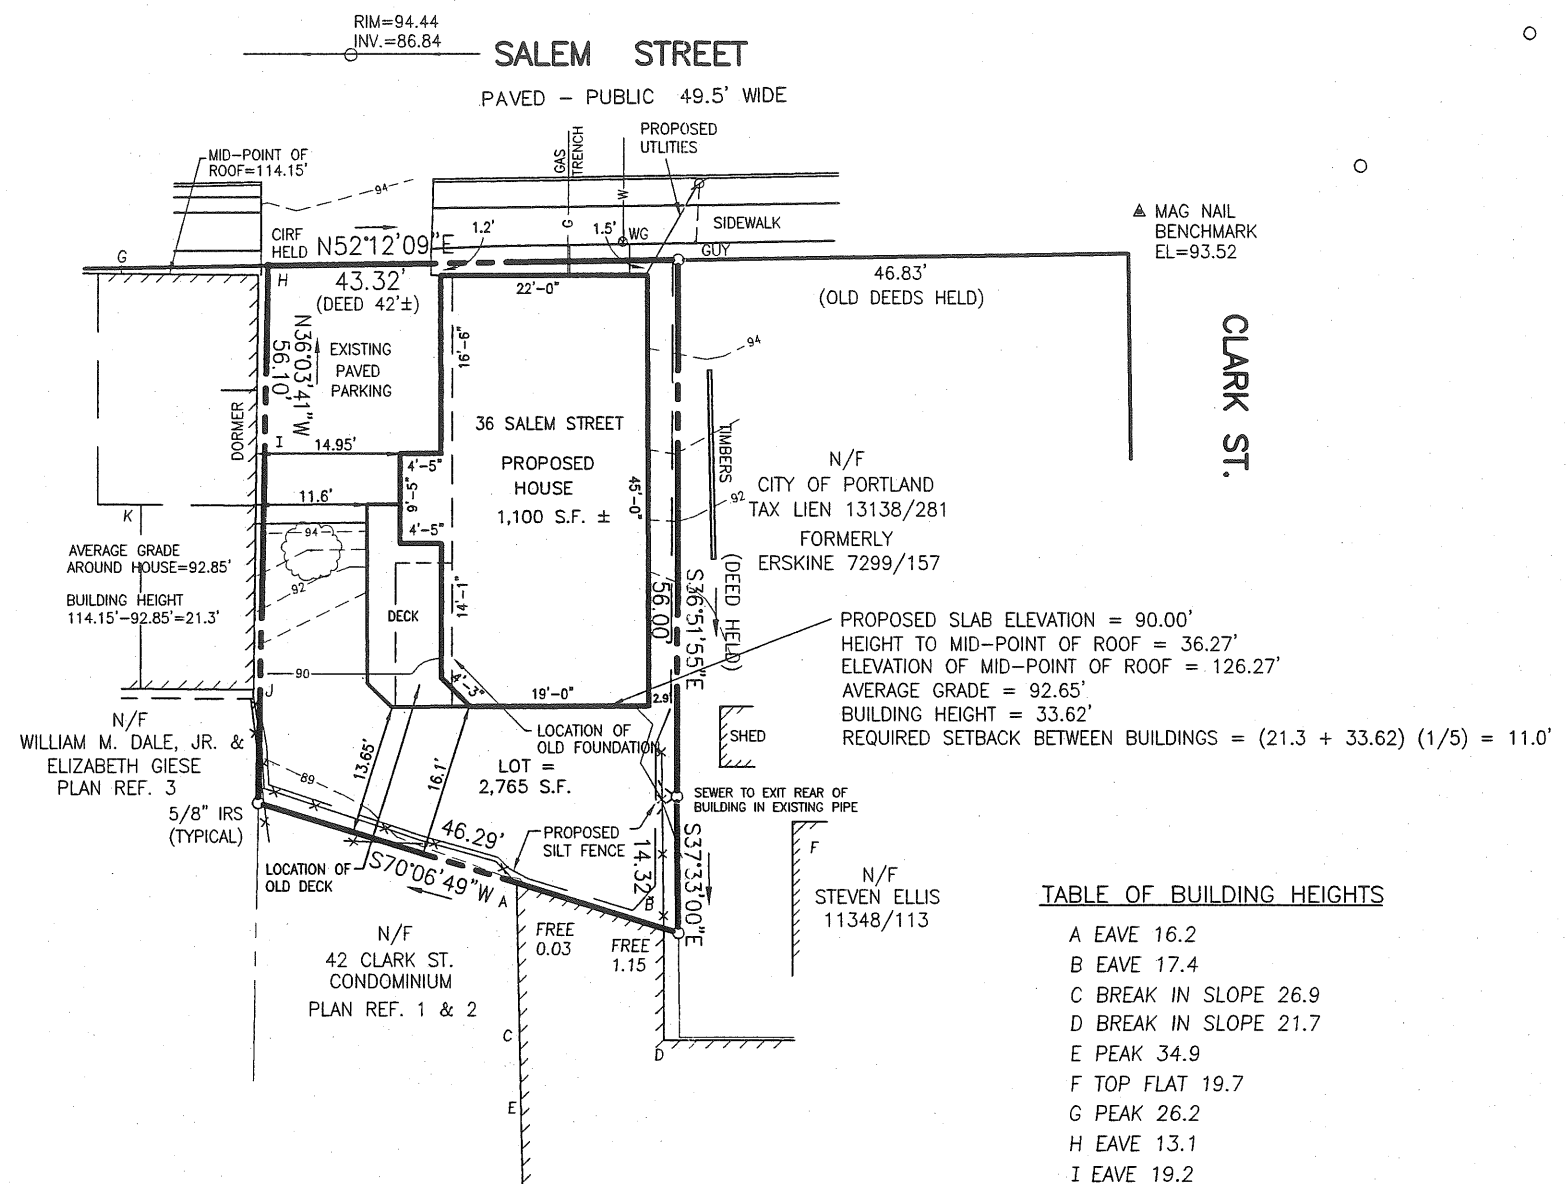 RIM=94.44
INV.=86.84
SALEM STREET
PAVED – PUBLIC 49.5' WIDE
MID–POINT OF
ROOF=114.15'
94
GAS
TRENCH
PROPOSED
UTLITIES
W
G
WG
SIDEWALK
1.2'
1.5'
GUY
CIRF
HELD
N52°12'09"E
G
H
43.32'
(DEED 42'±)
22'–0"
46.83'
(OLD DEEDS HELD)
MAG NAIL
BENCHMARK
EL=93.52
CLARK ST.
N36°03'41"W
56.10'
EXISTING
PAVED
PARKING
16'–6"
94
DORMER
I
14.95'
36 SALEM STREET
PROPOSED
HOUSE
1,100 S.F. ±
4'–5"
9'–5"
4'–5"
45'–0"
TIMBERS
92
11.6'
K
N/F
CITY OF PORTLAND
TAX LIEN 13138/281
FORMERLY
ERSKINE 7299/157
AVERAGE GRADE
AROUND HOUSE=92.85'
BUILDING HEIGHT
114.15'–92.85'=21.3'
94
92
DECK
14'–1"
56.00'
S36°51'55"E
(DEED HELD)
90
J
4'–3"
19'–0"
2.9'
PROPOSED SLAB ELEVATION = 90.00'
HEIGHT TO MID–POINT OF ROOF = 36.27'
ELEVATION OF MID–POINT OF ROOF = 126.27'
AVERAGE GRADE = 92.65'
BUILDING HEIGHT = 33.62'
REQUIRED SETBACK BETWEEN BUILDINGS = (21.3 + 33.62) (1/5) = 11.0'
N/F
WILLIAM M. DALE, JR. &
ELIZABETH GIESE
PLAN REF. 3
5/8" IRS
(TYPICAL)
89
13.65'
16.1'
LOCATION OF
OLD FOUNDATION
LOT =
2,765 S.F.
SHED
SEWER TO EXIT REAR OF
BUILDING IN EXISTING PIPE
46.29'
PROPOSED
SILT FENCE
14.32'
S37°33'00"E
LOCATION OF
OLD DECK
S70°06'49"W
A
B
F
FREE
0.03
FREE
1.15
N/F
STEVEN ELLIS
11348/113
N/F
42 CLARK ST.
CONDOMINIUM
PLAN REF. 1 & 2
C
D
E
TABLE OF BUILDING HEIGHTS
A EAVE 16.2
B EAVE 17.4
C BREAK IN SLOPE 26.9
D BREAK IN SLOPE 21.7
E PEAK 34.9
F TOP FLAT 19.7
G PEAK 26.2
H EAVE 13.1
I EAVE 19.2